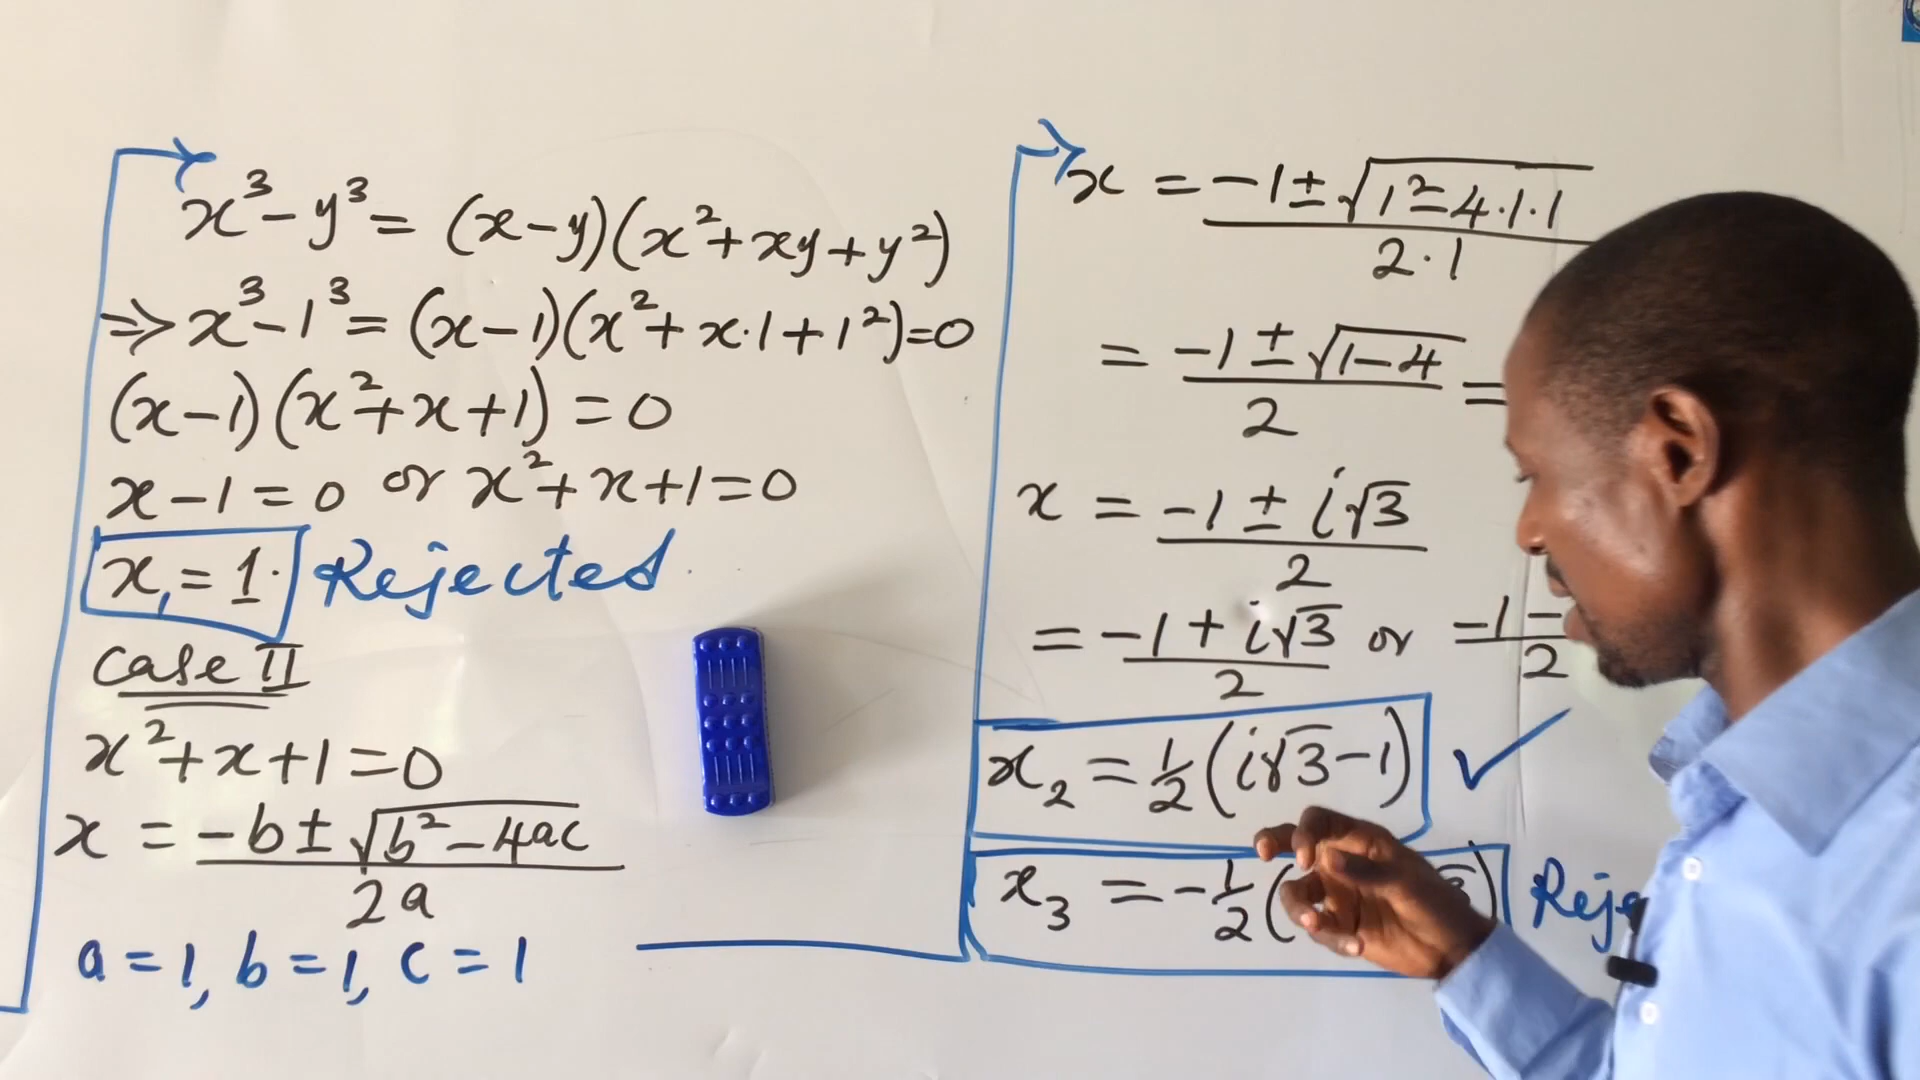 x³ - y³ = (x-y)(x²+xy+y²)
⇒ x³ - 1³ = (x-1)(x²+x·1+1²)=0
(x-1)(x²+x+1) = 0
x-1=0 or x²+x+1=0
x₁ = 1. Rejected
Case II
x²+x+1=0
x = (-b±√(b²-4ac))/2a
a=1, b=1, c=1
x = (-1±√(1²-4·1·1))/2·1
= (-1±√(1-4))/2 =
x = (-1±i√3)/2
= (-1+i√3)/2 or
x₂ = ½(i√3-1) ✓
x₃ = -½(